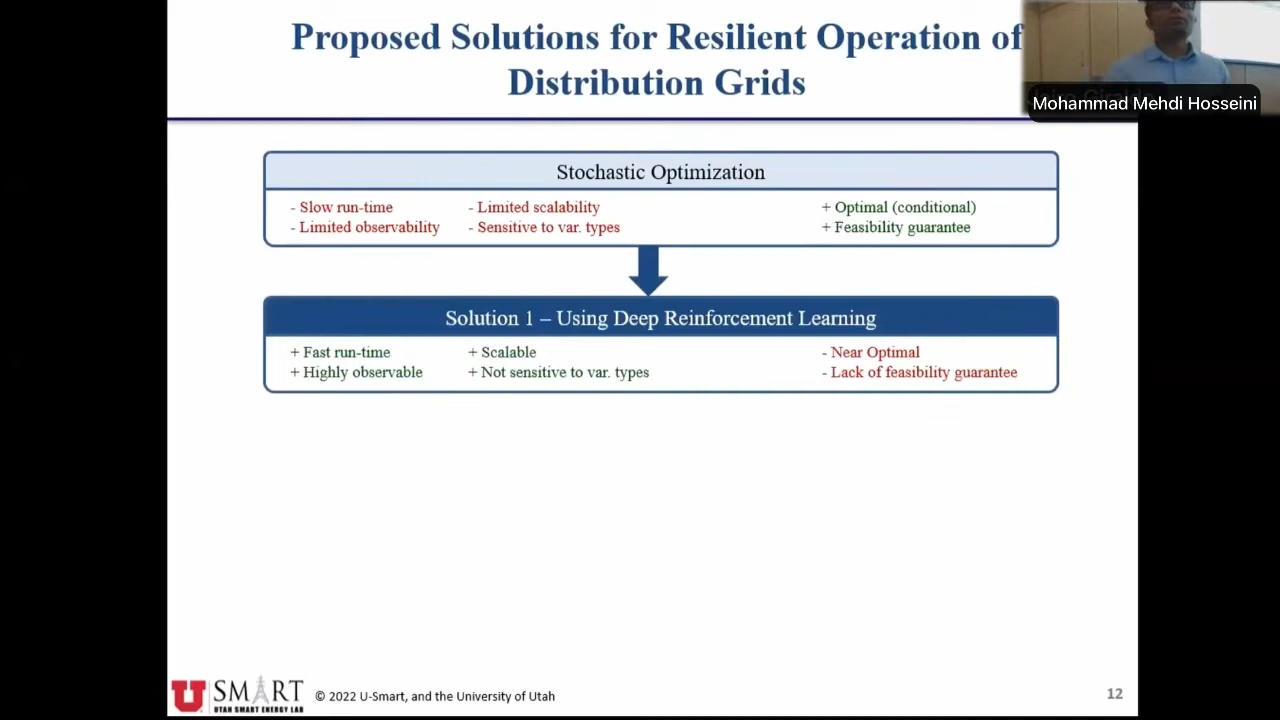 Proposed Solutions for Resilient Operation of
Distribution Grids
Mohammad Mehdi Hosseini
Stochastic Optimization
- Slow run-time
- Limited observability
- Limited scalability
- Sensitive to var. types
+ Optimal (conditional)
+ Feasibility guarantee
Solution 1 – Using Deep Reinforcement Learning
+ Fast run-time
+ Highly observable
+ Scalable
+ Not sensitive to var. types
- Near Optimal
- Lack of feasibility guarantee
U SMART
UTAH SMART ENERGY LAB
© 2022 U-Smart, and the University of Utah
12